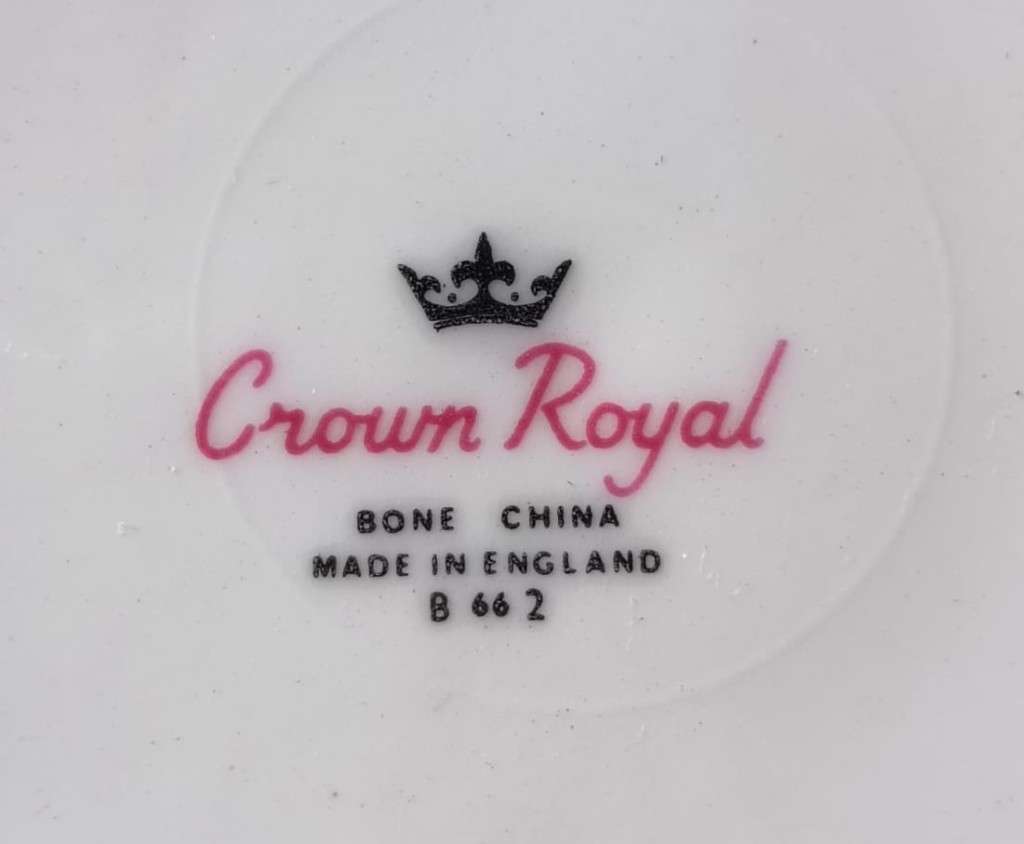 Crown Royal
BONE CHINA
MADE IN ENGLAND
B 66 2